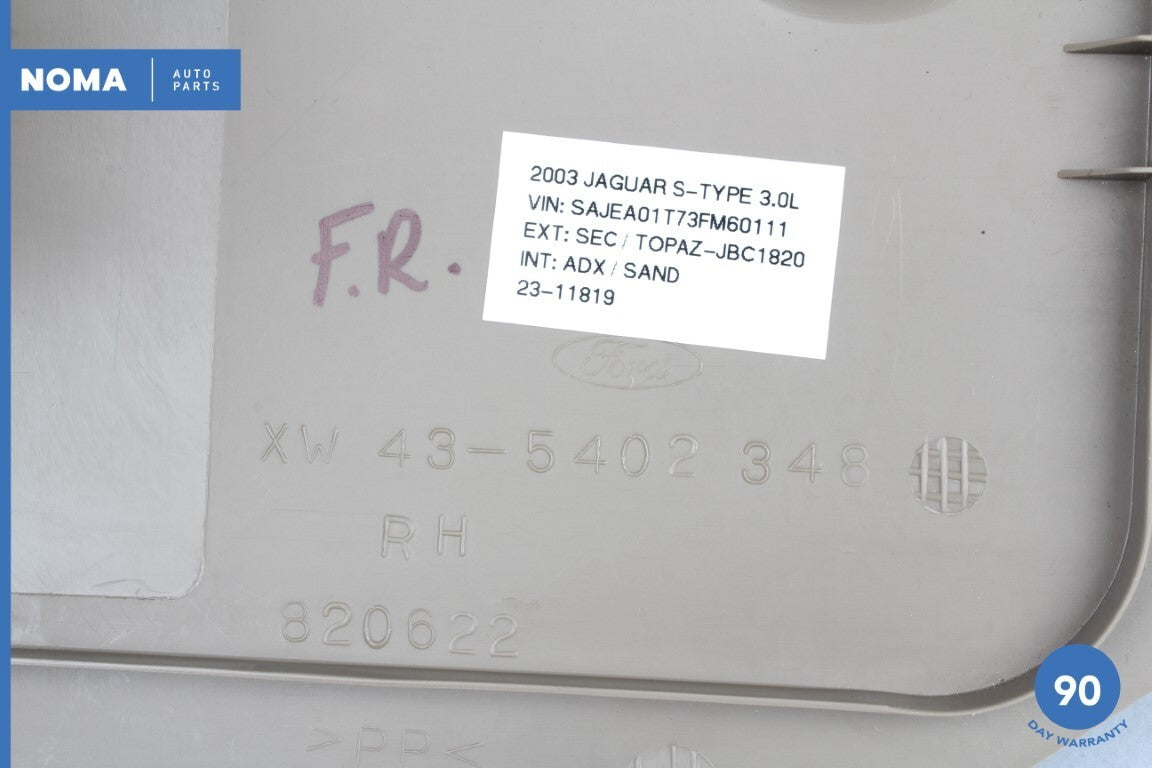 NOMA
AUTO
PARTS
2003 JAGUAR S-TYPE 3.0L
VIN: SAJEA01T73FM60111
EXT: SEC / TOPAZ-JBC1820
INT: ADX / SAND
23-11819
F.R.
Ford
XW 43-5402 348
RH
820622
>PP<
90
DAY WARRANTY